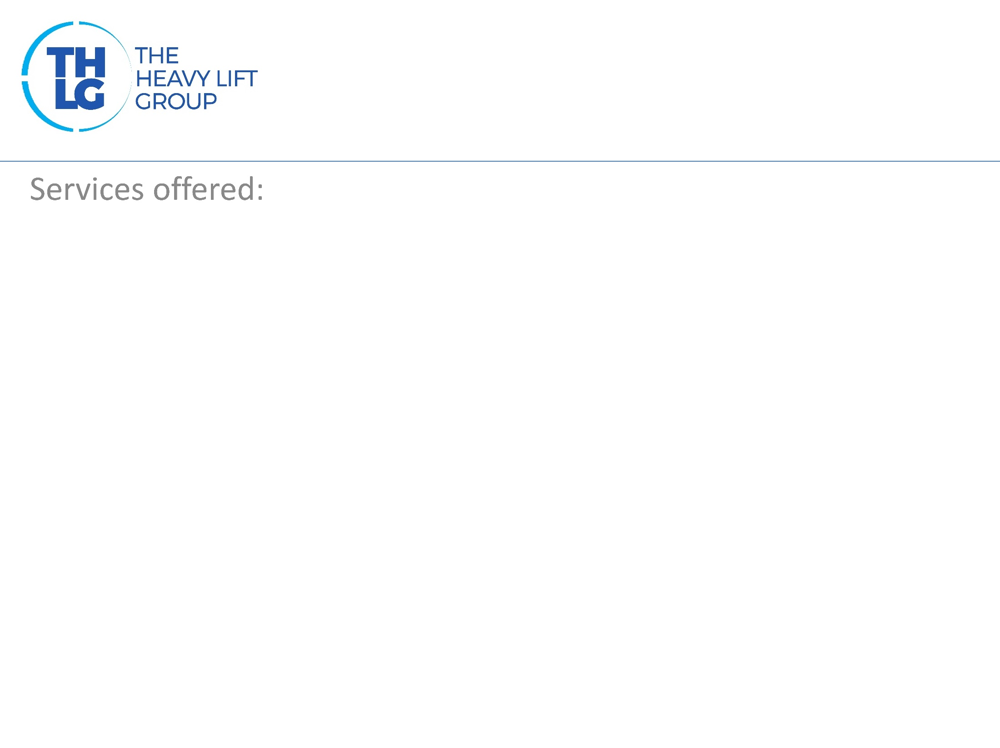 TH
LG
THE
HEAVY LIFT
GROUP
Services offered: